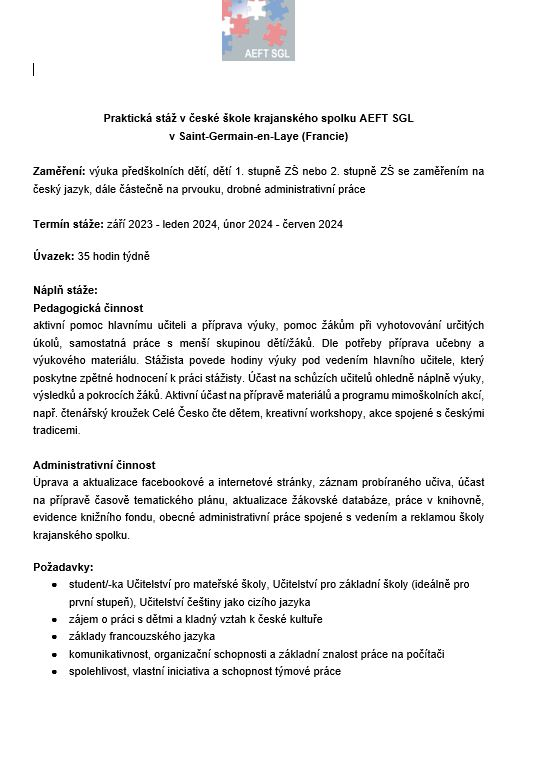 AEFT SGL
Praktická stáž v české škole krajanského spolku AEFT SGL
v Saint-Germain-en-Laye (Francie)
Zaměření: výuka předškolních dětí, dětí 1. stupně ZŠ nebo 2. stupně ZŠ se zaměřením na
český jazyk, dále částečně na prvouku, drobné administrativní práce
Termín stáže: září 2023 - leden 2024, únor 2024 - červen 2024
Úvazek: 35 hodin týdně
Náplň stáže:
Pedagogická činnost
aktivní pomoc hlavnímu učiteli a příprava výuky, pomoc žákům při vyhotovování určitých
úkolů, samostatná práce s menší skupinou dětí/žáků. Dle potřeby příprava učebny a
výukového materiálu. Stážista povede hodiny výuky pod vedením hlavního učitele, který
poskytne zpětné hodnocení k práci stážisty. Účast na schůzích učitelů ohledně náplně výuky,
výsledků a pokrocích žáků. Aktivní účast na přípravě materiálů a programu mimoškolních akcí,
např. čtenářský kroužek Celé Česko čte dětem, kreativní workshopy, akce spojené s českými
tradicemi.
Administrativní činnost
Úprava a aktualizace facebookové a internetové stránky, záznam probíraného učiva, účast
na přípravě časově tematického plánu, aktualizace žákovské databáze, práce v knihovně,
evidence knižního fondu, obecné administrativní práce spojené s vedením a reklamou školy
krajanského spolku.
Požadavky:
● student/-ka Učitelství pro mateřské školy, Učitelství pro základní školy (ideálně pro
první stupeň), Učitelství češtiny jako cizího jazyka
● zájem o práci s dětmi a kladný vztah k české kultuře
● základy francouzského jazyka
● komunikativnost, organizační schopnosti a základní znalost práce na počítači
● spolehlivost, vlastní iniciativa a schopnost týmové práce